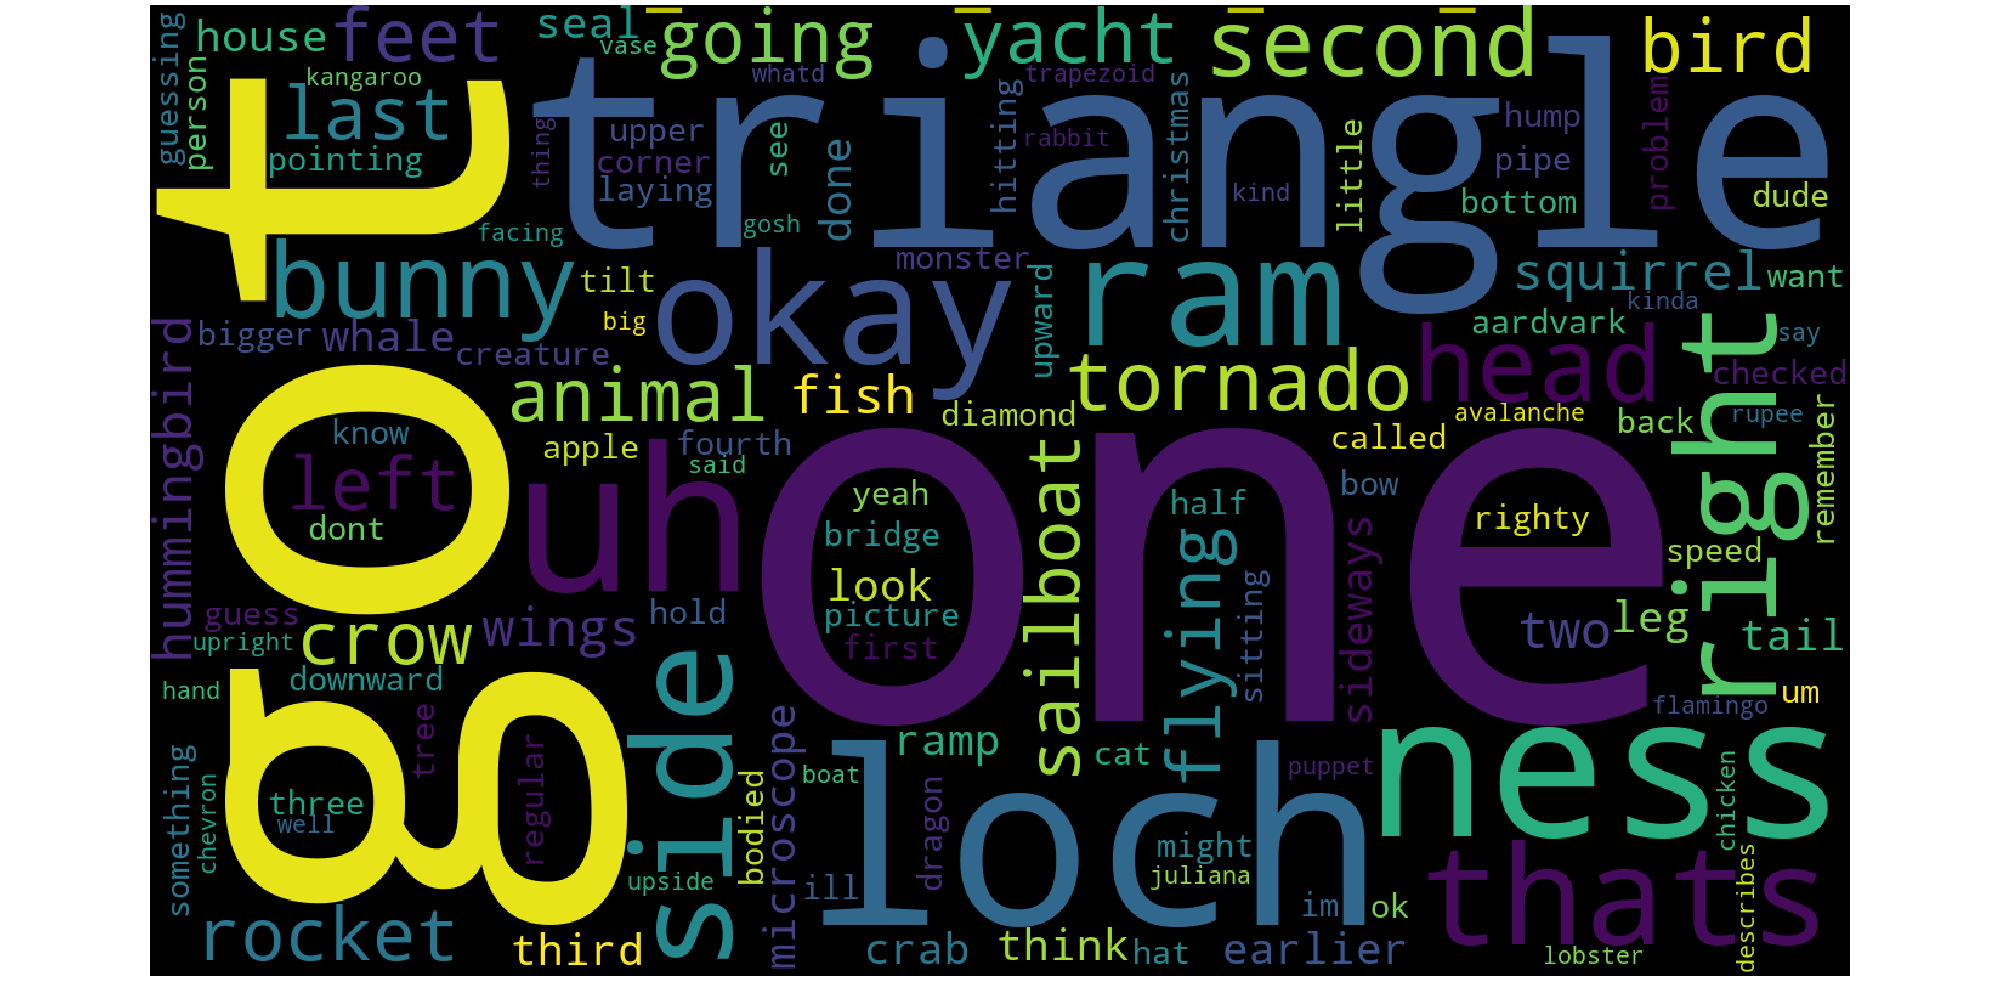 guessing
house
feet
seal
vase
going
yacht
second
bird
person
kangaroo
last
pointing
got
triangle
whatd
trapezoid
thing
upper
corner
laying
see
rabbit
done
gosh
hitting
christmas
kind
little
hump
pipe
bottom
problem
dude
facing
bunny
tilt
big
okay
monster
upward
ram
squirrel
want
kinda
hummingbird
bigger
whale
creature
aardvark
say
head
right
checked
animal
fish
tornado
diamond
avalanche
back
rupee
remember
know
left
dont
apple
fourth
said
uh
one
called
sailboat
yeah
bridge
look
picture
first
half
flying
bow
righty
speed
sitting
sideways
guess
upright
crow
wings
hold
two
leg
tail
hand
downward
side
tree
regular
um
flamingo
ness
something
chevron
three
well
bodied
microscope
ramp
boat
dragon
cat
loch
puppet
chicken
might
juliana
upside
ill
im
ok
thats
describes
rocket
third
crab
think
hat
earlier
lobster